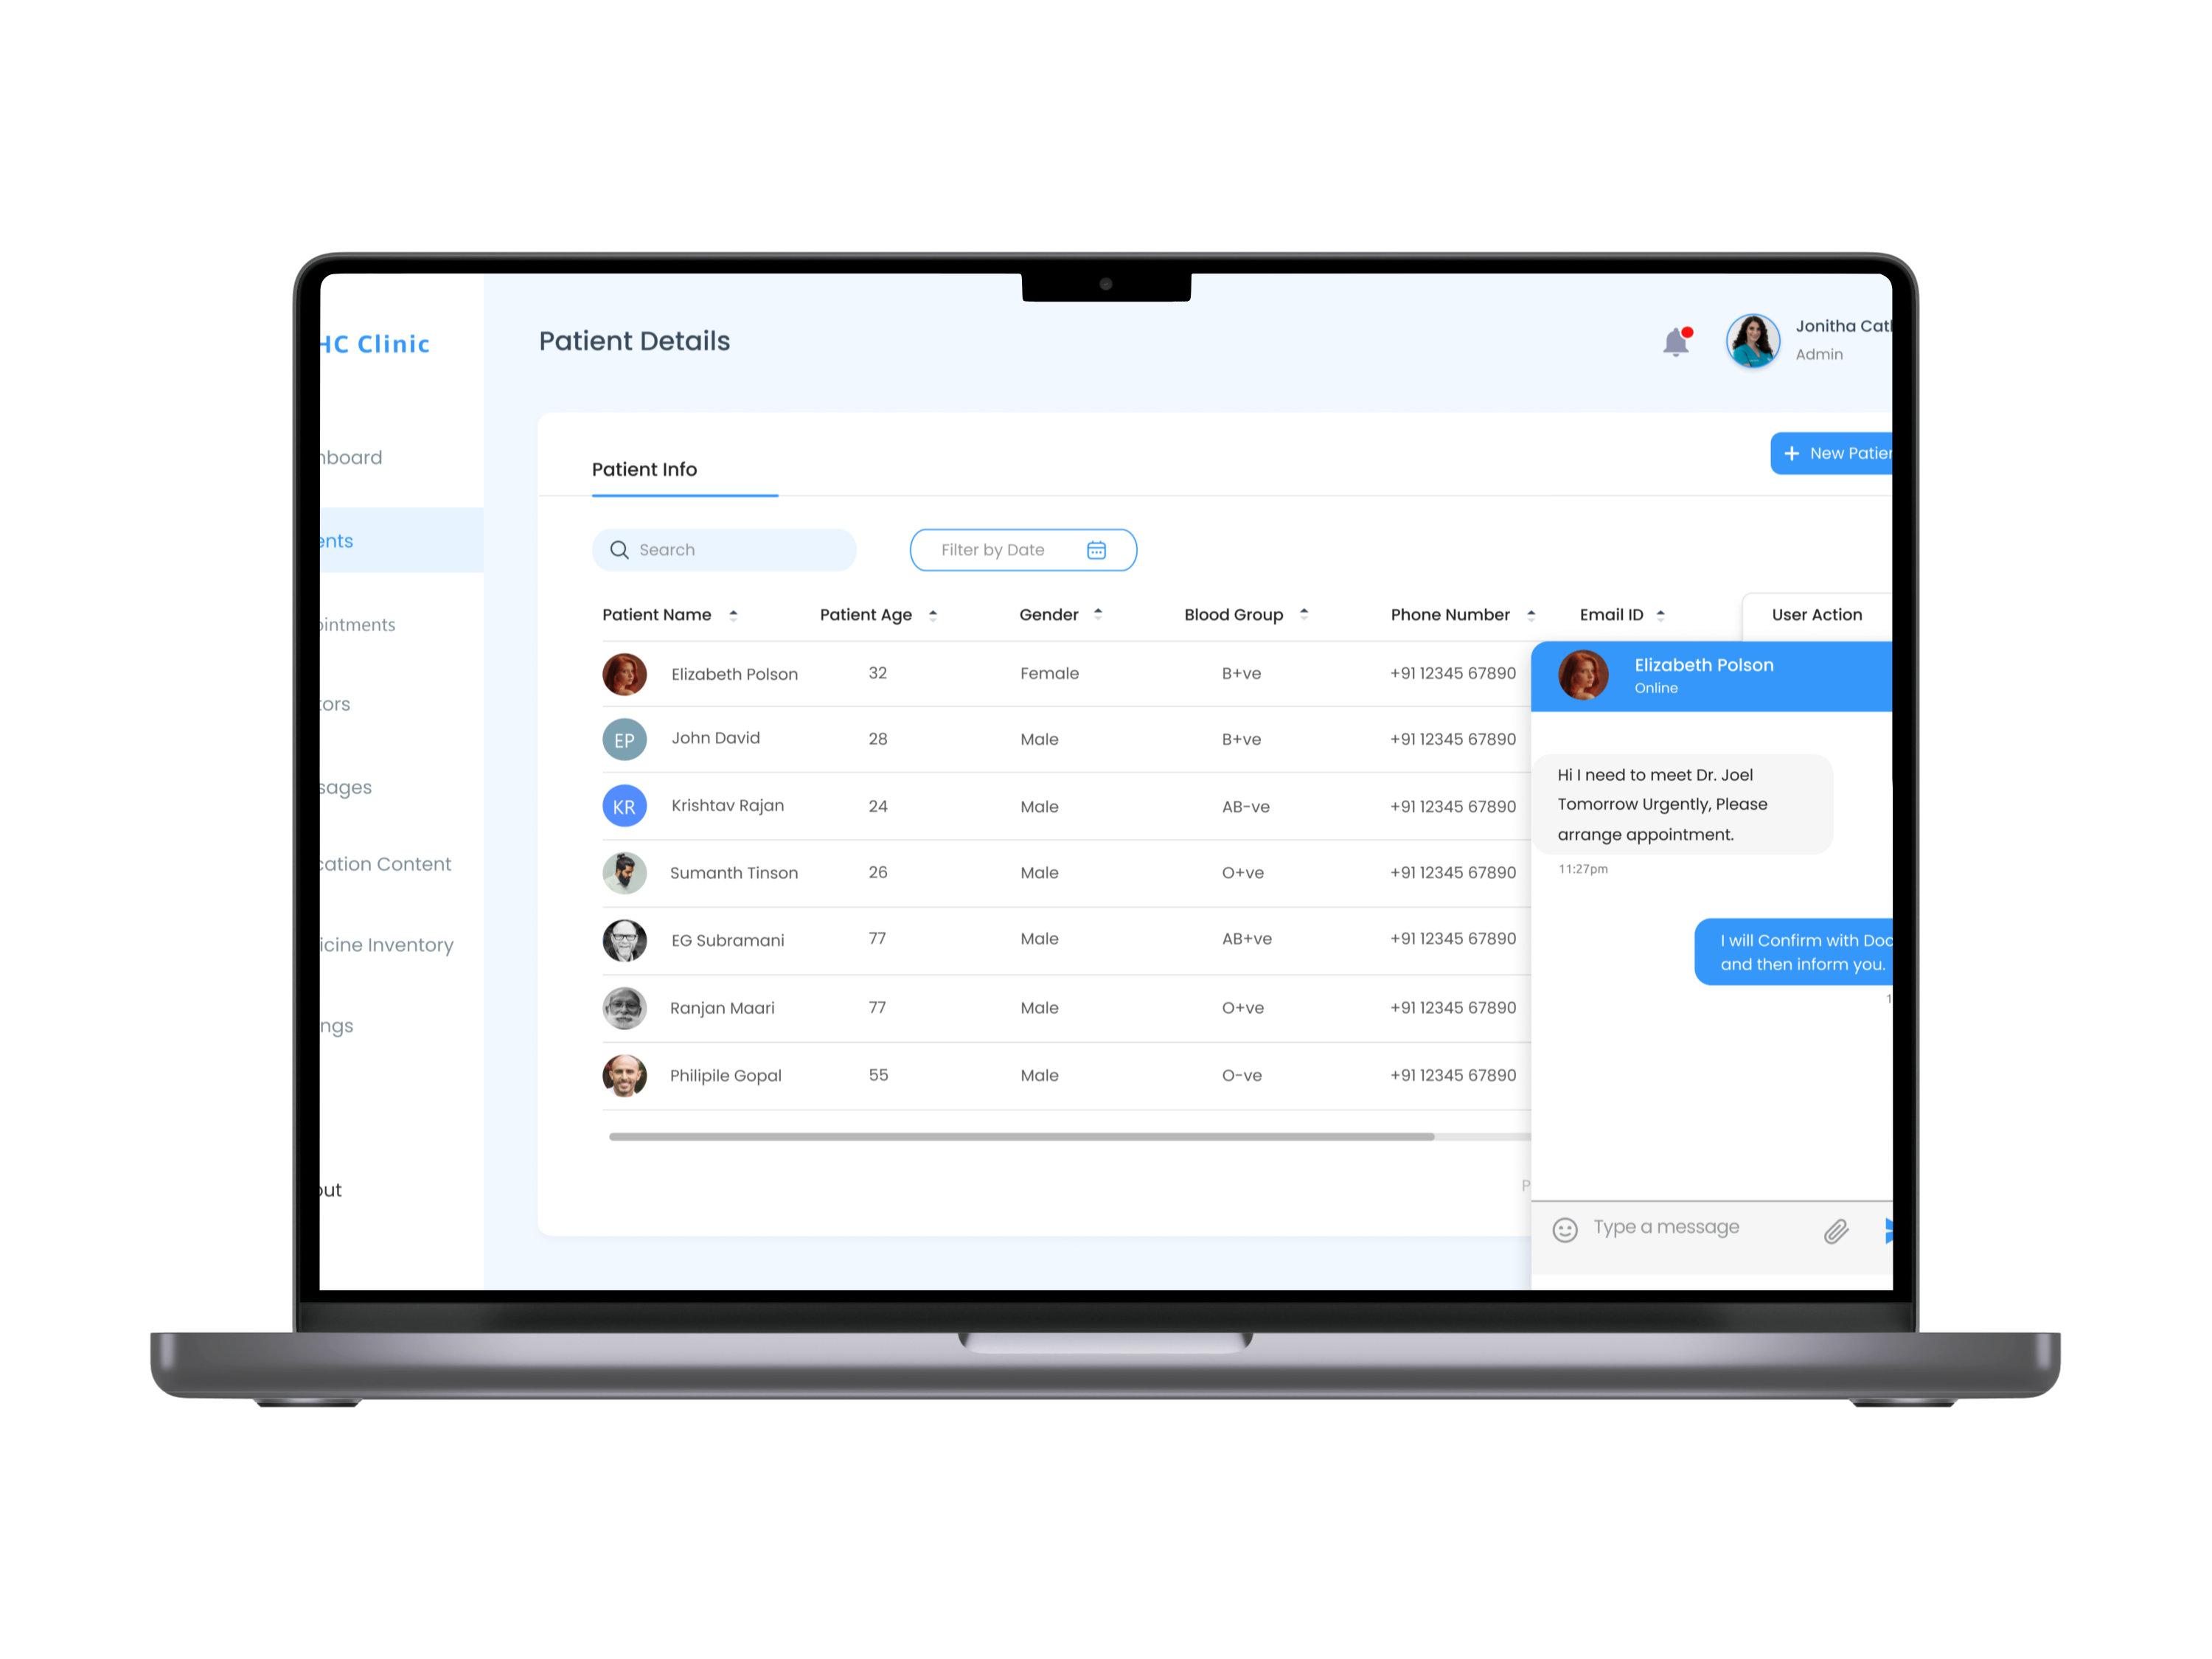 HC Clinic
Patient Details
Jonitha Cat
Admin
board
Patient Info
+ New Patie
ents
Search
Filter by Date
intments
Patient Name Patient Age Gender Blood Group Phone Number Email ID User Action
Elizabeth Polson 32 Female B+ve +91 12345 67890
John David 28 Male B+ve +91 12345 67890
EP
Krishtav Rajan 24 Male AB-ve +91 12345 67890
KR
Sumanth Tinson 26 Male O+ve +91 12345 67890
EG Subramani 77 Male AB+ve +91 12345 67890
Ranjan Maari 77 Male O+ve +91 12345 67890
Philipile Gopal 55 Male O-ve +91 12345 67890
tors
sages
cation Content
icine Inventory
ngs
out
Elizabeth Polson
Online
Hi I need to meet Dr. Joel
Tomorrow Urgently, Please
arrange appointment.
11:27pm
I will Confirm with Doc
and then inform you.
1
P
Type a message